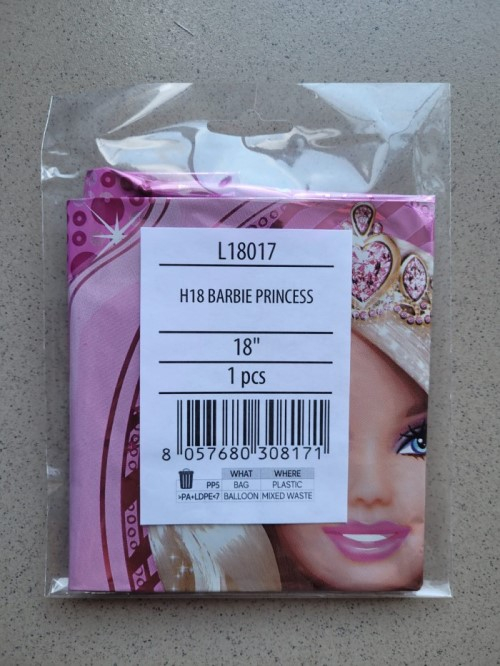 L18017
H18 BARBIE PRINCESS
18"
1 pcs
8 057680 308171
WHAT WHERE
PP5 BAG PLASTIC
>PA+LDPE<7 BALLOON MIXED WASTE